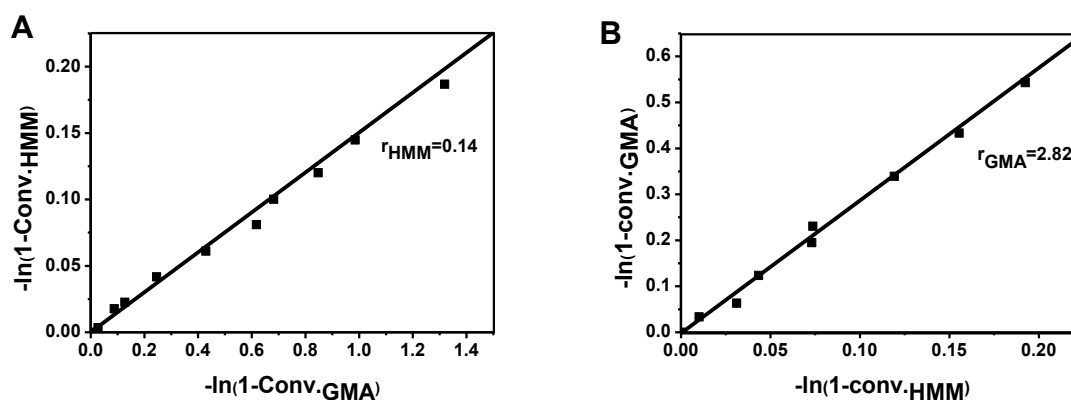 A
-ln(1-Conv.HMM)
0.20
0.15
0.10
0.05
0.00
rHMM=0.14
0.0 0.2 0.4 0.6 0.8 1.0 1.2 1.4
-ln(1-Conv.GMA)
B
-ln(1-conv.GMA)
0.6
0.5
0.4
0.3
0.2
0.1
0.0
rGMA=2.82
0.00 0.05 0.10 0.15 0.20
-ln(1-conv.HMM)